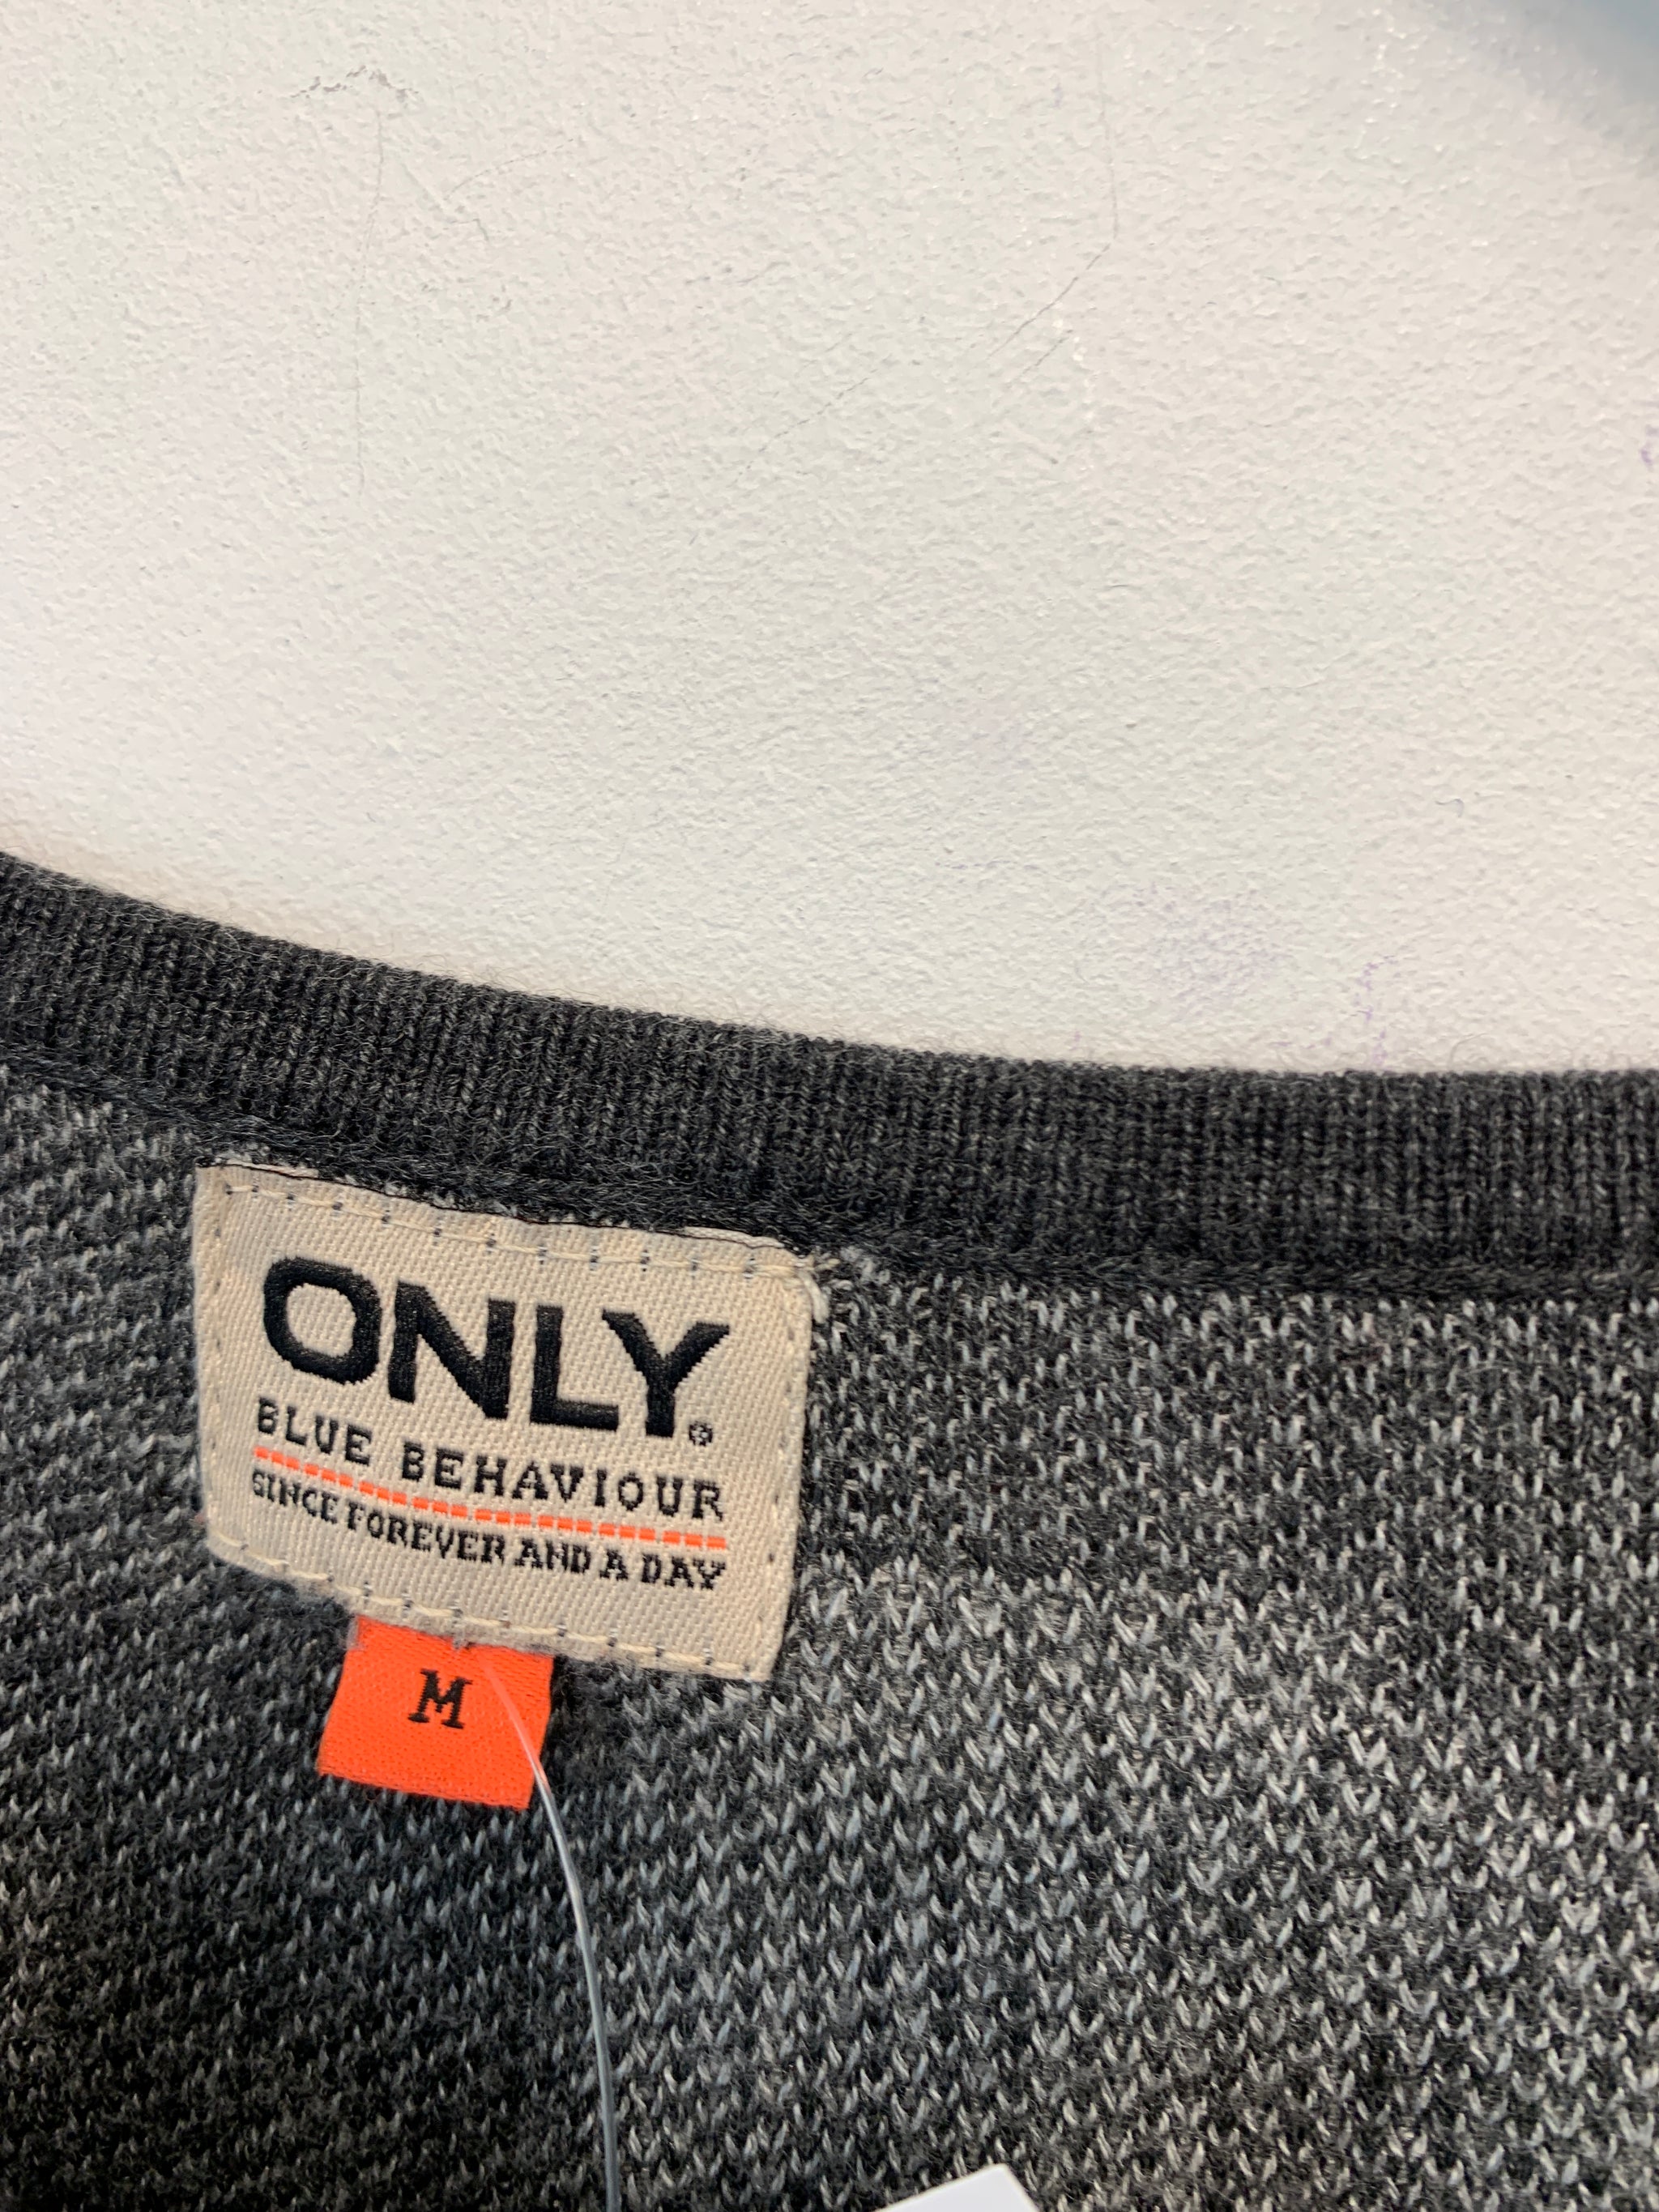 ONLY®
BLUE BEHAVIOUR
SINCE FOREVER AND A DAY
M